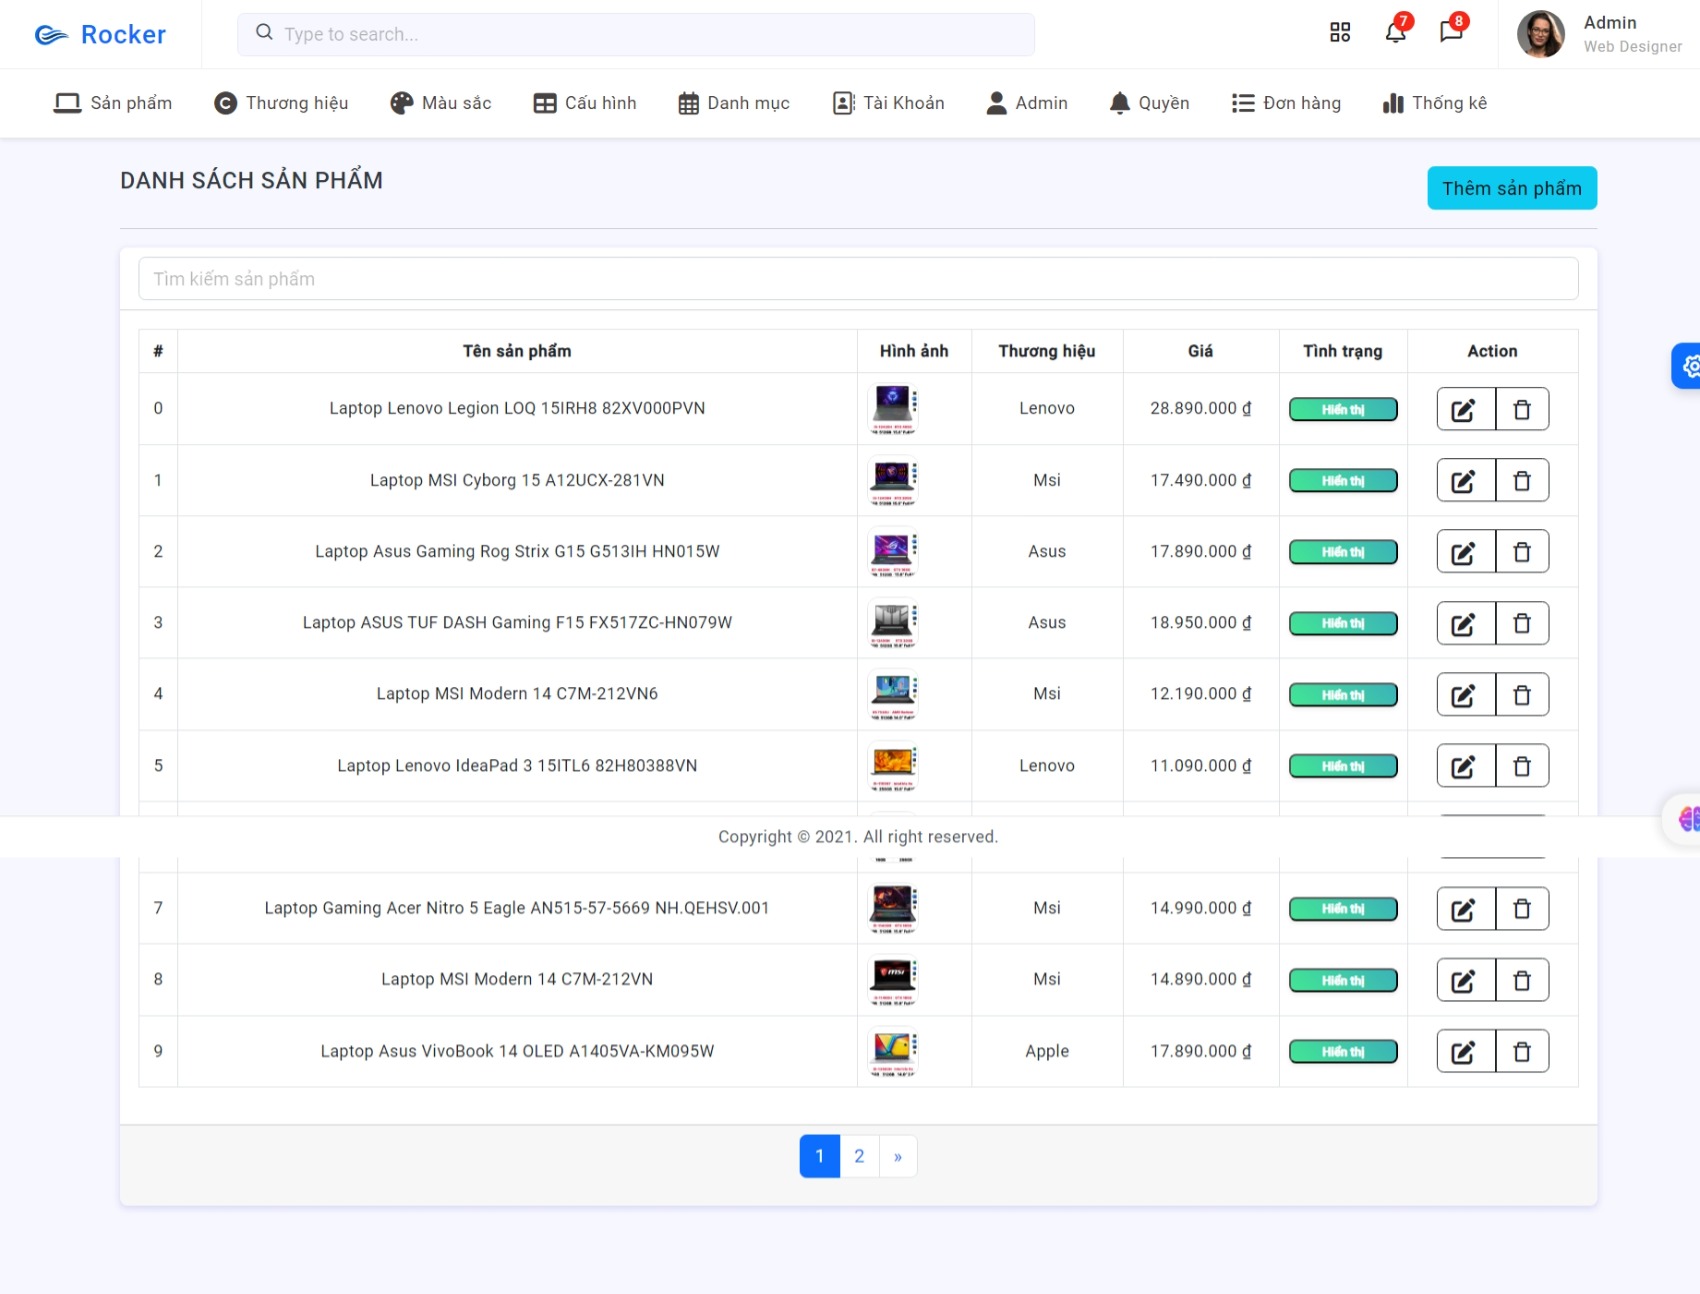 Rocker
Type to search...
7
8
Admin
Web Designer
Sản phẩm
Thương hiệu
Màu sắc
Cấu hình
Danh mục
Tài Khoản
Admin
Quyền
Đơn hàng
Thống kê
DANH SÁCH SẢN PHẨM
Thêm sản phẩm
Tìm kiếm sản phẩm
# Tên sản phẩm Hình ảnh Thương hiệu Giá Tình trạng Action
0 Laptop Lenovo Legion LOQ 15IRH8 82XV000PVN Lenovo 28.890.000 ₫ Hiển thị
1 Laptop MSI Cyborg 15 A12UCX-281VN Msi 17.490.000 ₫ Hiển thị
2 Laptop Asus Gaming Rog Strix G15 G513IH HN015W Asus 17.890.000 ₫ Hiển thị
3 Laptop ASUS TUF DASH Gaming F15 FX517ZC-HN079W Asus 18.950.000 ₫ Hiển thị
4 Laptop MSI Modern 14 C7M-212VN6 Msi 12.190.000 ₫ Hiển thị
5 Laptop Lenovo IdeaPad 3 15ITL6 82H80388VN Lenovo 11.090.000 ₫ Hiển thị
Copyright © 2021. All right reserved.
7 Laptop Gaming Acer Nitro 5 Eagle AN515-57-5669 NH.QEHSV.001 Msi 14.990.000 ₫ Hiển thị
8 Laptop MSI Modern 14 C7M-212VN Msi 14.890.000 ₫ Hiển thị
9 Laptop Asus VivoBook 14 OLED A1405VA-KM095W Apple 17.890.000 ₫ Hiển thị
1 2 »